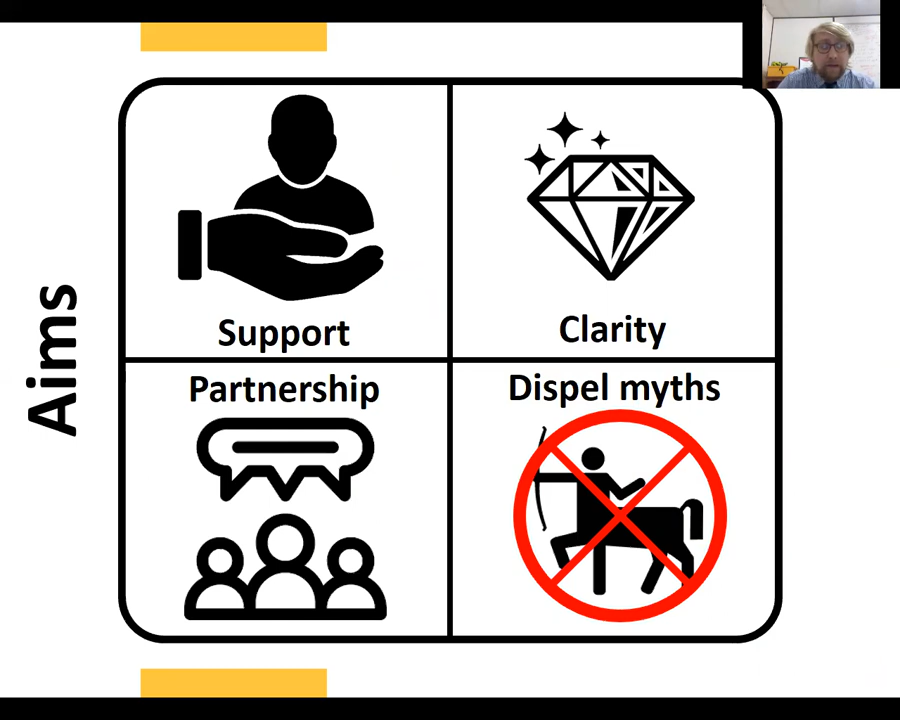 Aims
Support
Clarity
Partnership
Dispel myths